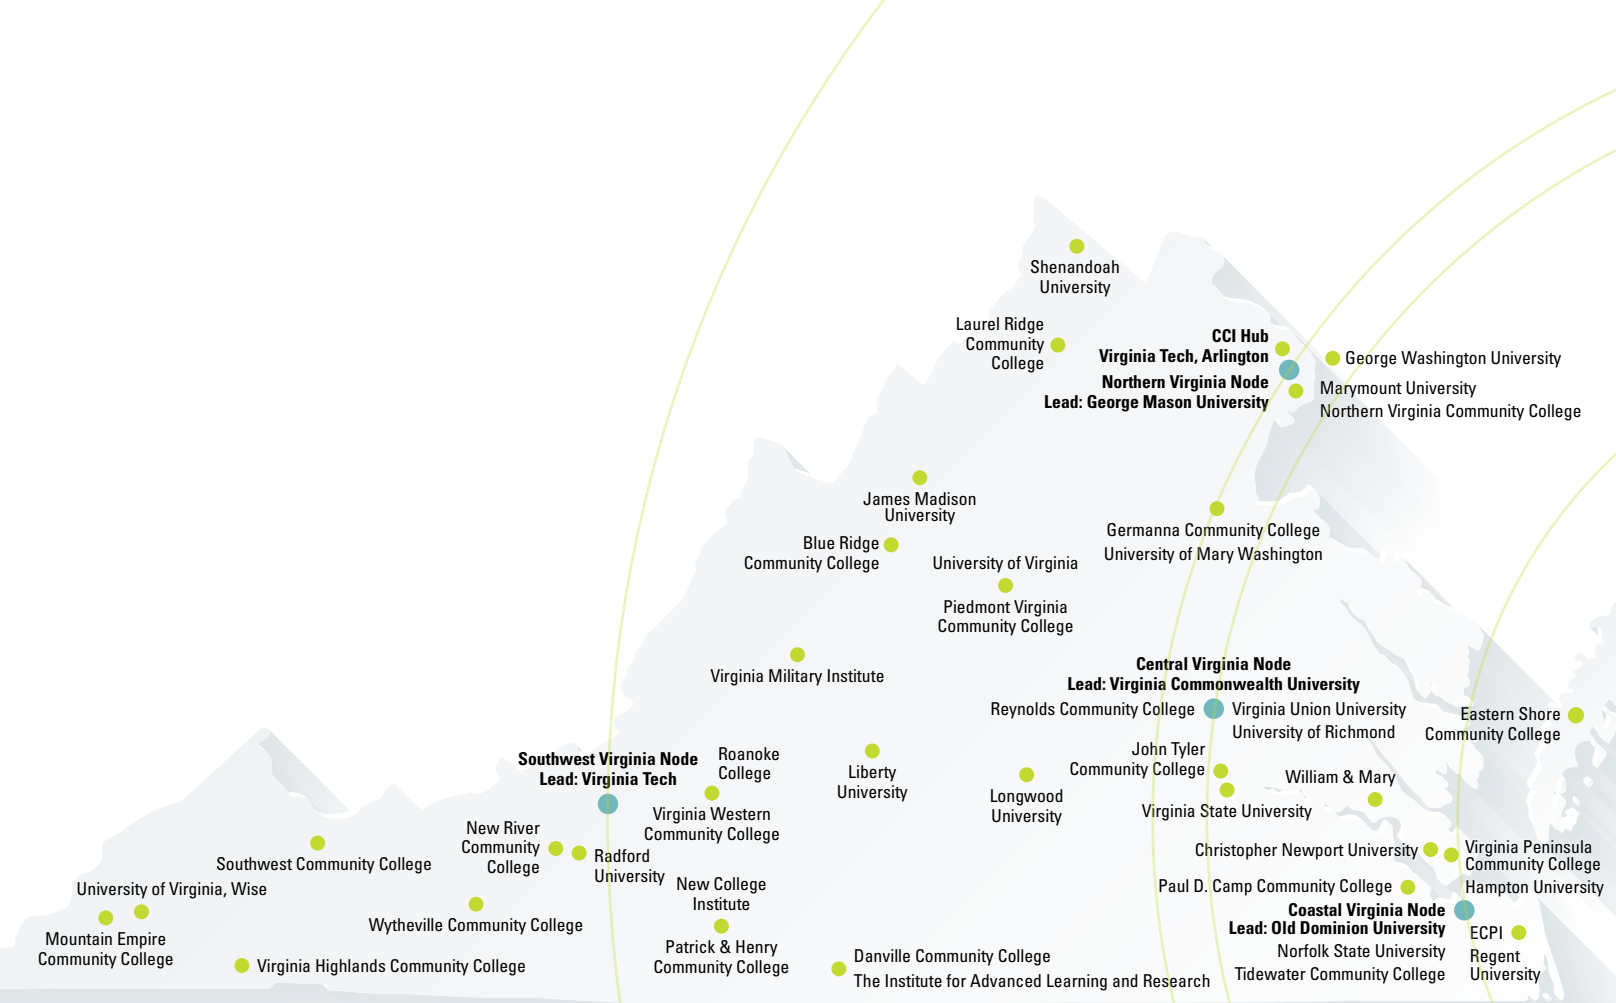 Shenandoah
University
Laurel Ridge
Community
College
CCI Hub
Virginia Tech, Arlington
Northern Virginia Node
Lead: George Mason University
George Washington University
Marymount University
Northern Virginia Community College
James Madison
University
Blue Ridge
Community College
University of Virginia
Piedmont Virginia
Community College
Germanna Community College
University of Mary Washington
Virginia Military Institute
Central Virginia Node
Lead: Virginia Commonwealth University
Reynolds Community College
Virginia Union University
University of Richmond
Eastern Shore
Community College
John Tyler
Community College
Virginia State University
William & Mary
Southwest Virginia Node
Lead: Virginia Tech
Roanoke
College
Virginia Western
Community College
Liberty
University
Longwood
University
New River
Community
College
Radford
University
Southwest Community College
University of Virginia, Wise
Mountain Empire
Community College
Virginia Highlands Community College
Wytheville Community College
New College
Institute
Patrick & Henry
Community College
Danville Community College
The Institute for Advanced Learning and Research
Christopher Newport University
Virginia Peninsula
Community College
Hampton University
Paul D. Camp Community College
Coastal Virginia Node
Lead: Old Dominion University
Norfolk State University
Tidewater Community College
ECPI
Regent
University